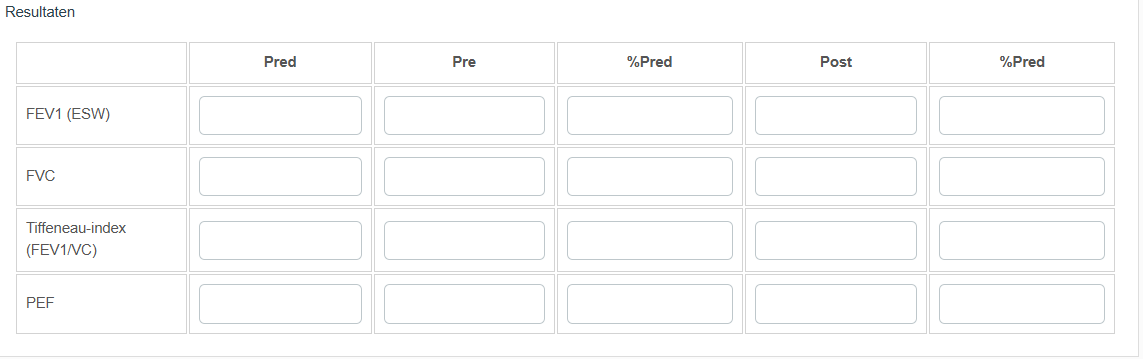 Resultaten
Pred Pre %Pred Post %Pred
FEV1 (ESW)
FVC
Tiffeneau-index
(FEV1/VC)
PEF